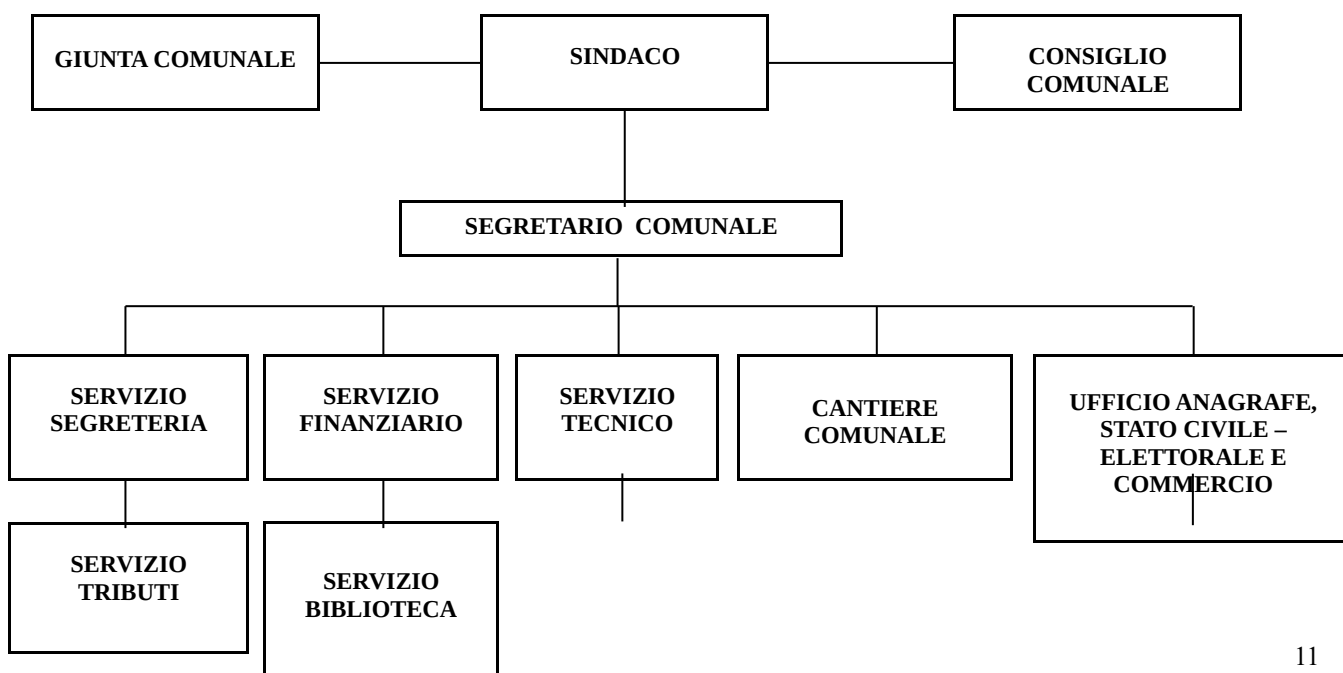 GIUNTA COMUNALE
SINDACO
CONSIGLIO
COMUNALE
SEGRETARIO COMUNALE
SERVIZIO
SEGRETERIA
SERVIZIO
FINANZIARIO
SERVIZIO
TECNICO
CANTIERE
COMUNALE
UFFICIO ANAGRAFE,
STATO CIVILE –
ELETTORALE E
COMMERCIO
SERVIZIO
TRIBUTI
SERVIZIO
BIBLIOTECA
11